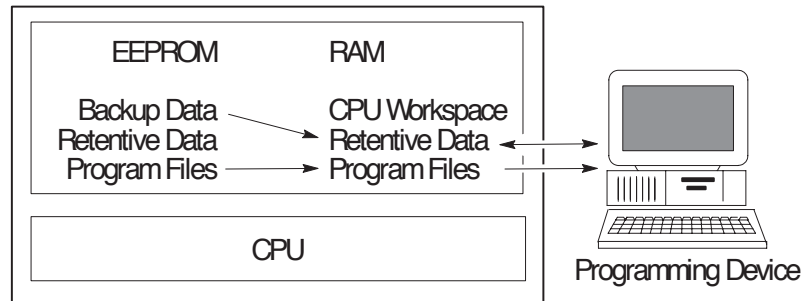 EEPROM RAM
Backup Data CPU Workspace
Retentive Data Retentive Data
Program Files Program Files
CPU
Programming Device